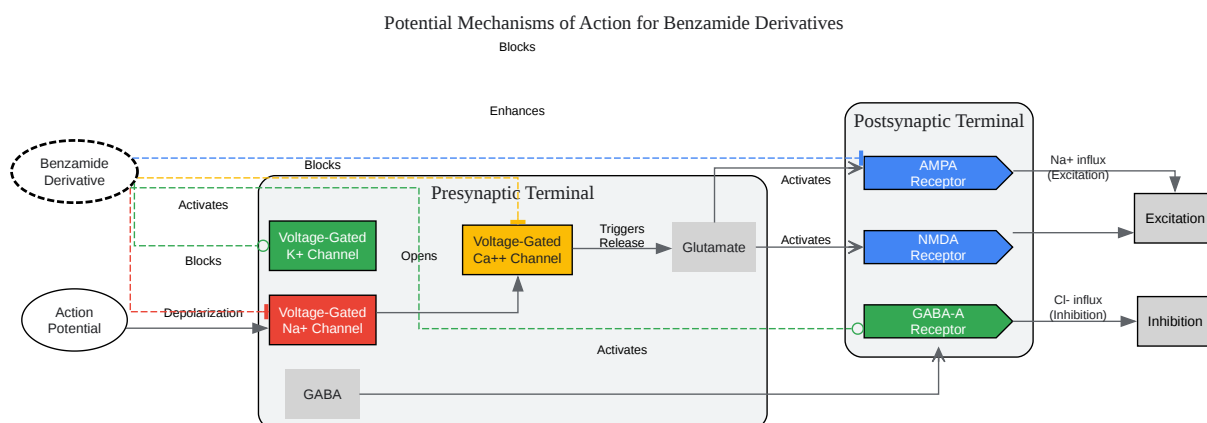 Potential Mechanisms of Action for Benzamide Derivatives
Blocks
Enhances
Postsynaptic Terminal
Benzamide
Derivative
Blocks
AMPA
Receptor
Na+ influx
(Excitation)
Activates
Presynaptic Terminal
Activates
Voltage-Gated
K+ Channel
Opens
Voltage-Gated
Ca++ Channel
Triggers
Release
Glutamate
Activates
NMDA
Receptor
Excitation
Blocks
Action
Potential
Depolarization
Voltage-Gated
Na+ Channel
GABA-A
Receptor
Cl- influx
(Inhibition)
Inhibition
Activates
GABA